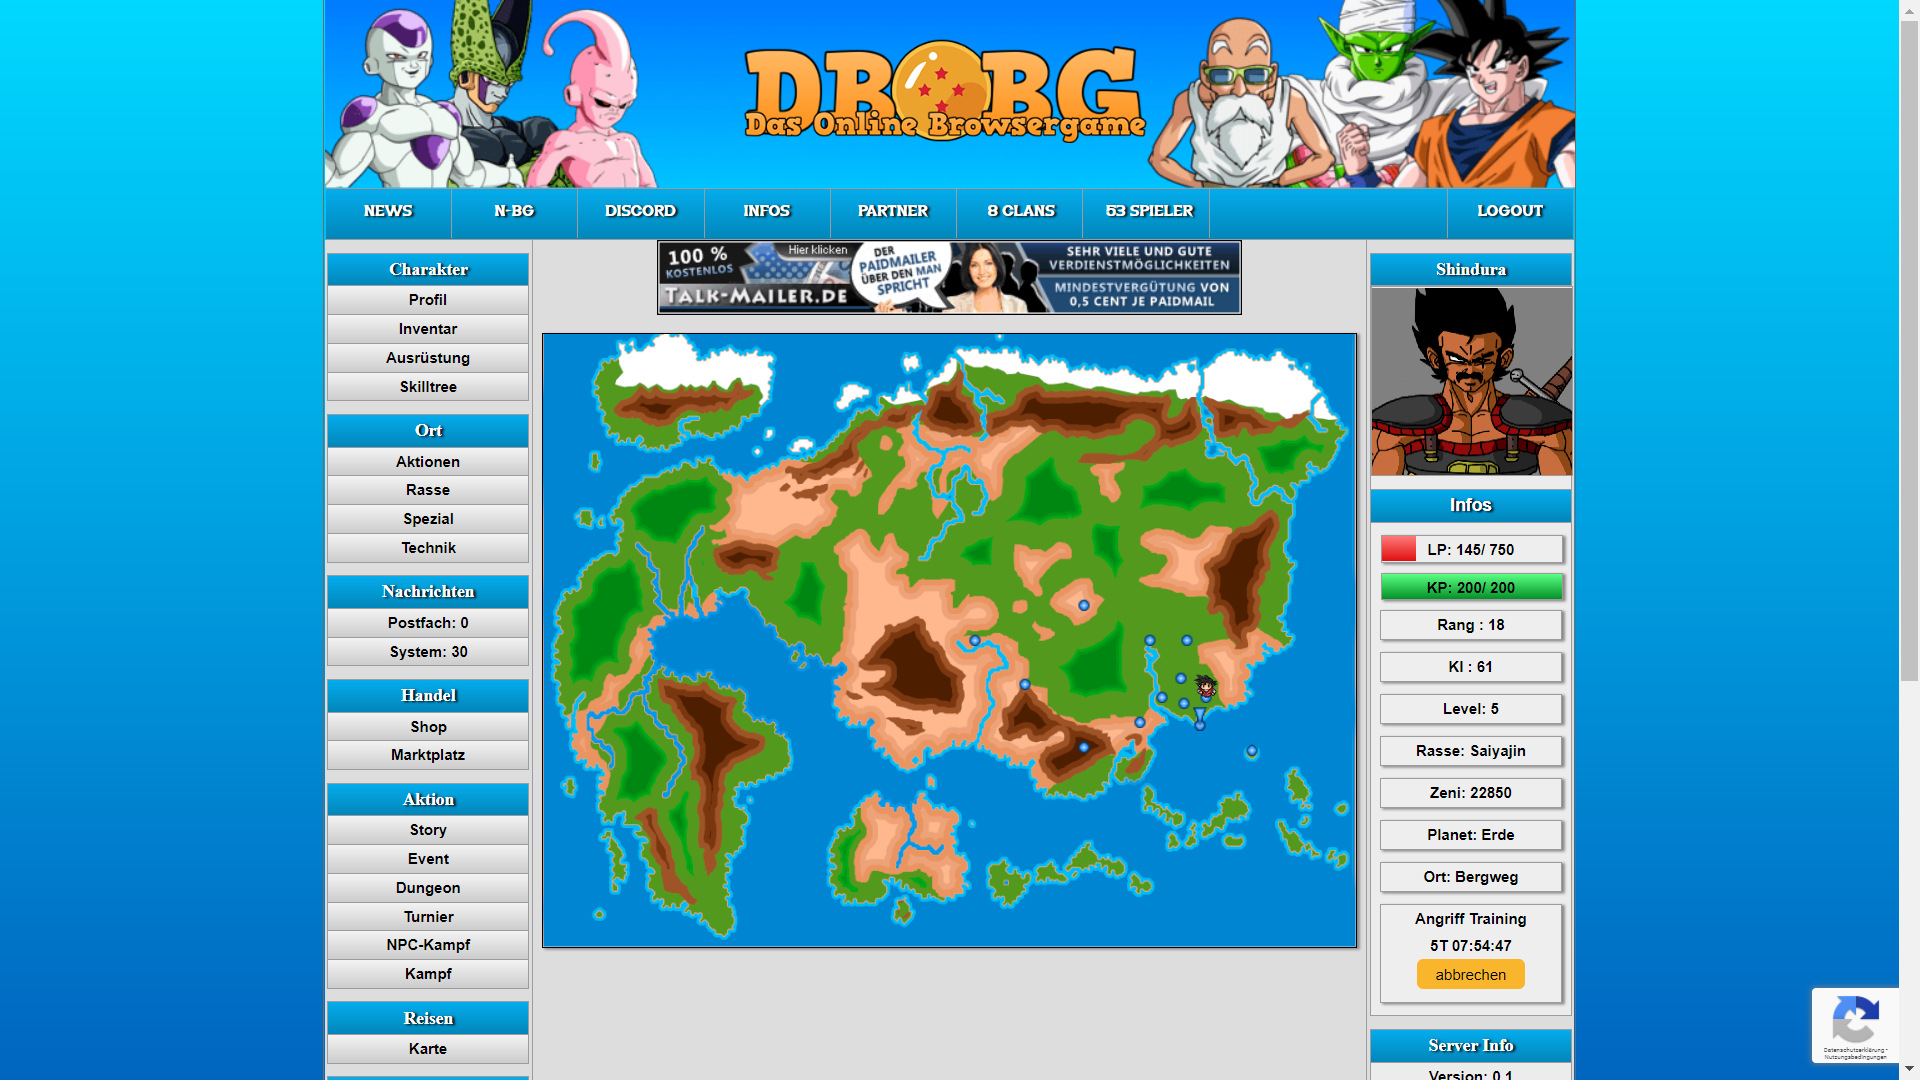 DB BG
Das Online Browsergame
NEWS
N-BG
DISCORD
INFOS
PARTNER
8 CLANS
53 SPIELER
LOGOUT
Charakter
Profil
Inventar
Ausrüstung
Skilltree
Ort
Aktionen
Rasse
Spezial
Technik
Nachrichten
Postfach: 0
System: 30
Handel
Shop
Marktplatz
Aktion
Story
Event
Dungeon
Turnier
NPC-Kampf
Kampf
Reisen
Karte
100 %
KOSTENLOS
Hier klicken
TALK-MAILER.DE
DER
PAIDMAILER
ÜBER DEN MAN
SPRICHT
SEHR VIELE UND GUTE
VERDIENSTMÖGLICHKEITEN
MINDESTVERGÜTUNG VON
0,5 CENT JE PAIDMAIL
Shindura
Infos
LP: 145/ 750
KP: 200/ 200
Rang : 18
KI : 61
Level: 5
Rasse: Saiyajin
Zeni: 22850
Planet: Erde
Ort: Bergweg
Angriff Training
5T 07:54:47
abbrechen
Server Info
Version: 0.1
Datenschutzerklärung -
Nutzungsbedingungen